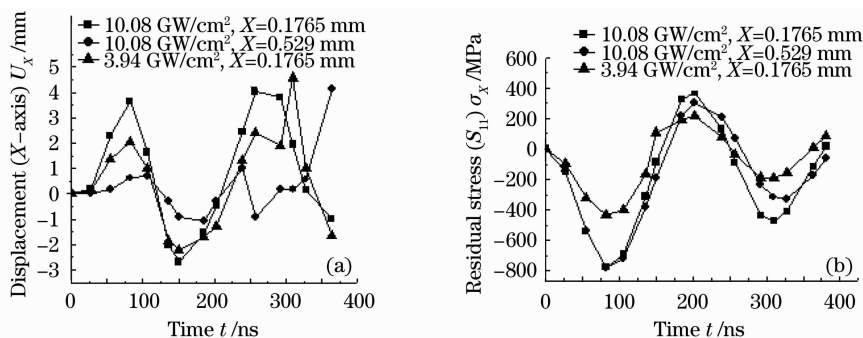 10.08 GW/cm², X=0.1765 mm
10.08 GW/cm², X=0.529 mm
3.94 GW/cm², X=0.1765 mm
Displacement (X-axis) U_X /mm
5
4
3
2
1
0
-1
-2
-3
0 100 200 300 400
Time t /ns
(a)
10.08 GW/cm², X=0.1765 mm
10.08 GW/cm², X=0.529 mm
3.94 GW/cm², X=0.1765 mm
Residual stress (S₁₁) σ_X /MPa
600
400
200
0
-200
-400
-600
-800
0 100 200 300 400
Time t /ns
(b)